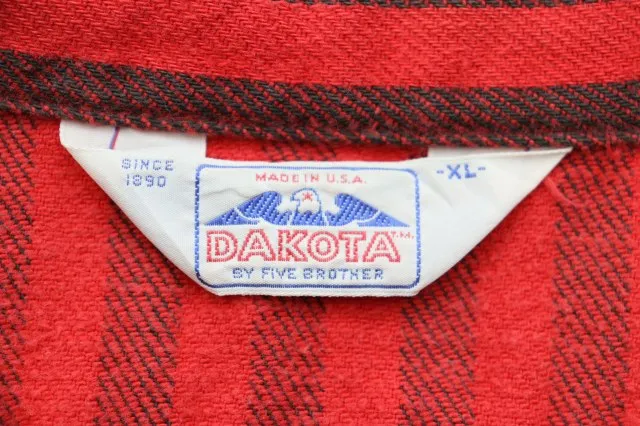 SINCE
1890
MADE IN U.S.A.
-XL-
DAKOTA T.M.
BY FIVE BROTHER